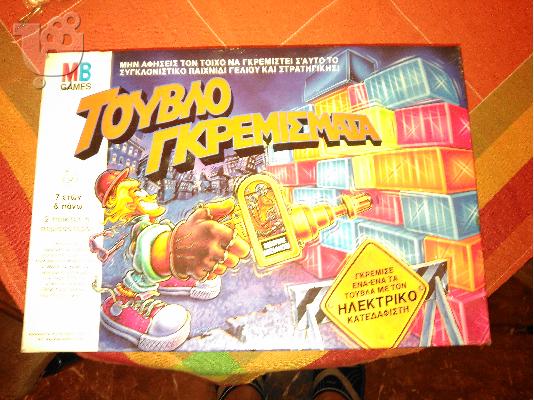 MB
GAMES
ΜΗΝ ΑΦΗΣΕΙΣ ΤΟΝ ΤΟΙΧΟ ΝΑ ΓΚΡΕΜΙΣΤΕΙ Σ'ΑΥΤΟ ΤΟ
ΣΥΓΚΛΟΝΙΣΤΙΚΟ ΠΑΙΧΝΙΔΙ ΓΕΛΙΟΥ ΚΑΙ ΣΤΡΑΤΗΓΙΚΗΣ!
ΤΟΥΒΛΟ
ΓΚΡΕΜΙΣΜΑΤΑ
7 ετών
& πάνω
ΓΚΡΕΜΙΣΕ
ΕΝΑ-ΕΝΑ ΤΑ
ΤΟΥΒΛΑ ΜΕ ΤΟΝ
ΗΛΕΚΤΡΙΚΟ
ΚΑΤΕΔΑΦΙΣΤΗ